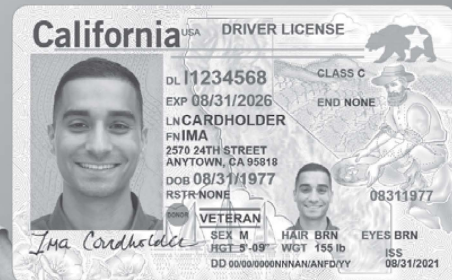 California USA DRIVER LICENSE
DL I1234568 CLASS C
EXP 08/31/2026 END NONE
LN CARDHOLDER
FN IMA
2570 24TH STREET
ANYTOWN, CA 95818
DOB 08/31/1977
RSTR NONE 08311977
DONOR VETERAN
Ima Cardholder
SEX M HAIR BRN EYES BRN
HGT 5'-09" WGT 155 lb ISS
DD 00/00/0000NNNAN/ANFD/YY 08/31/2021